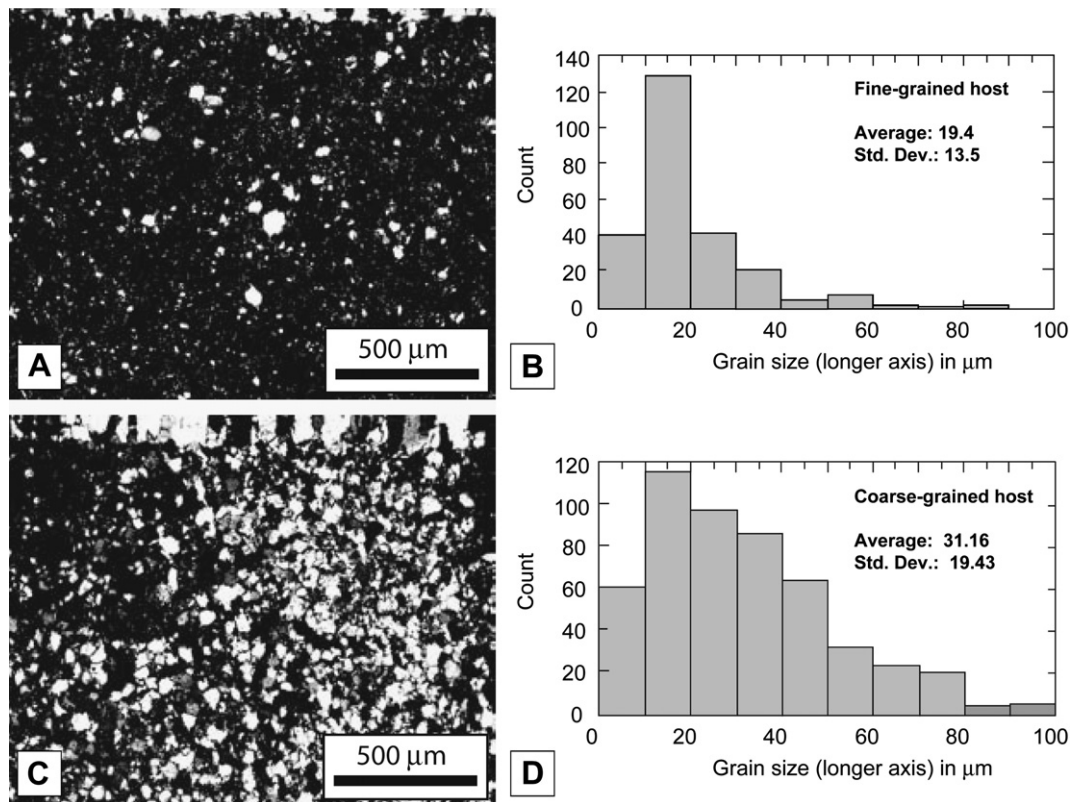 A
500 μm
B
140
120
100
80
60
40
20
0
Count
Fine-grained host
Average: 19.4
Std. Dev.: 13.5
0 20 40 60 80 100
Grain size (longer axis) in μm
C
500 μm
D
120
100
80
60
40
20
0
Count
Coarse-grained host
Average: 31.16
Std. Dev.: 19.43
0 20 40 60 80 100
Grain size (longer axis) in μm